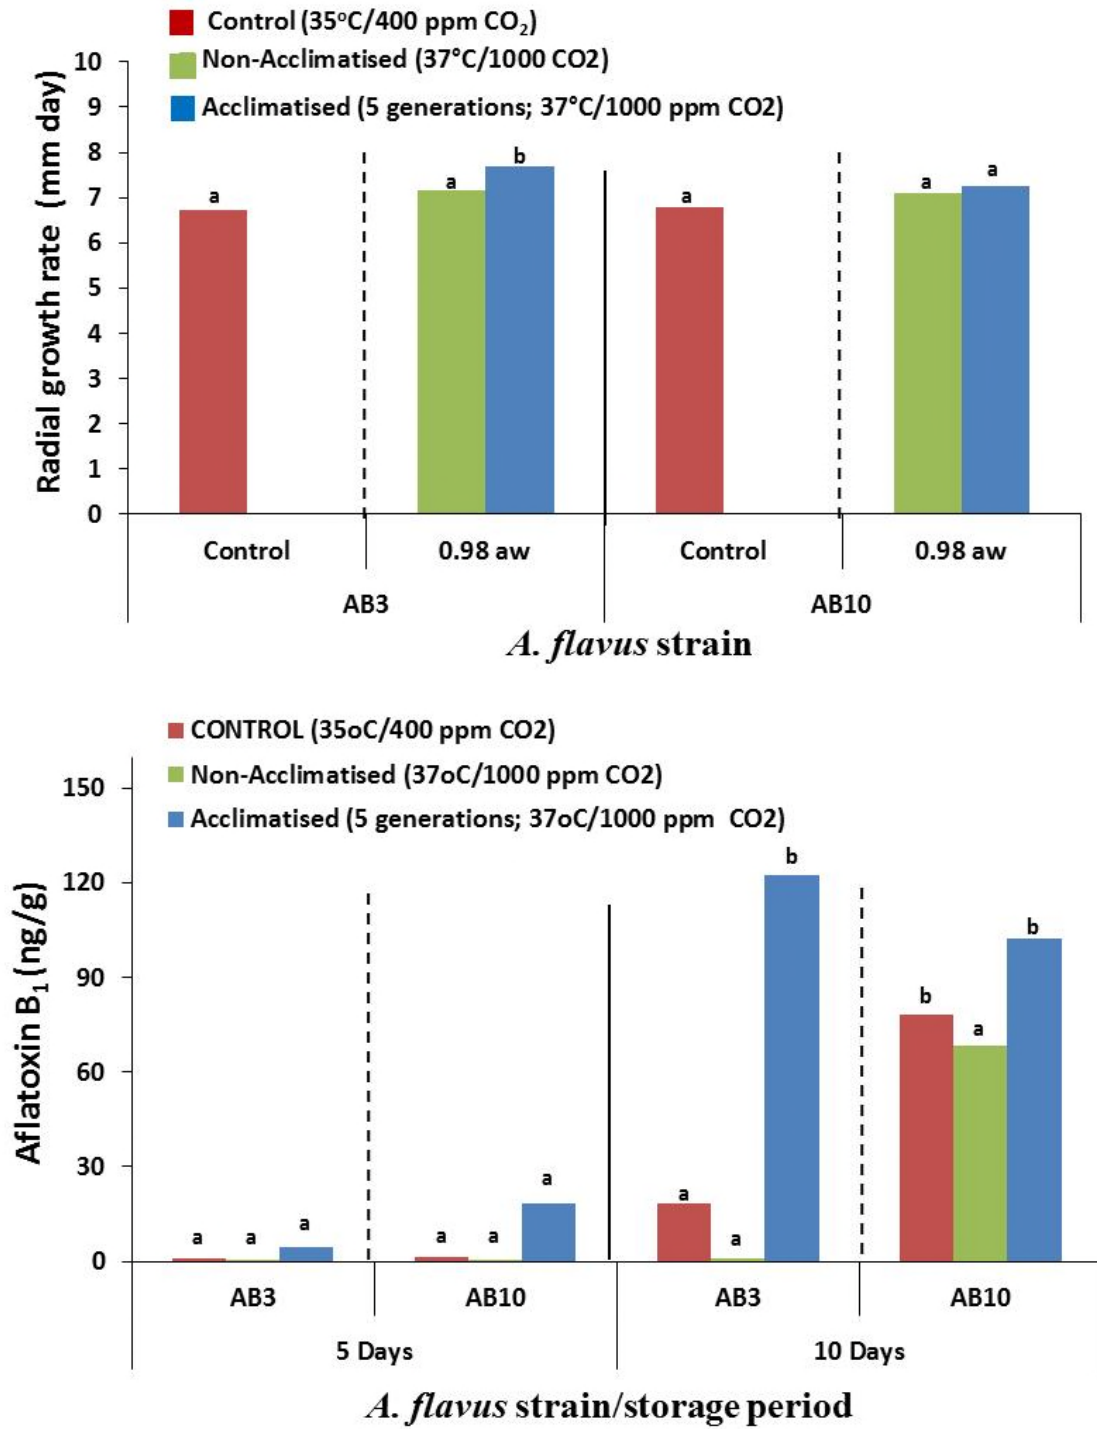 Control (35°C/400 ppm CO₂)
Non-Acclimatised (37°C/1000 CO2)
Acclimatised (5 generations; 37°C/1000 ppm CO2)
Radial growth rate (mm day)
10
9
8
7
6
5
4
3
2
1
0
a
a
b
a
a
a
Control
0.98 aw
Control
0.98 aw
AB3
AB10
A. flavus strain
CONTROL (35oC/400 ppm CO2)
Non-Acclimatised (37oC/1000 ppm CO2)
Acclimatised (5 generations; 37oC/1000 ppm CO2)
Aflatoxin B₁ (ng/g)
150
120
90
60
30
0
a
a
a
a
a
a
a
a
b
b
a
b
AB3
AB10
AB3
AB10
5 Days
10 Days
A. flavus strain/storage period